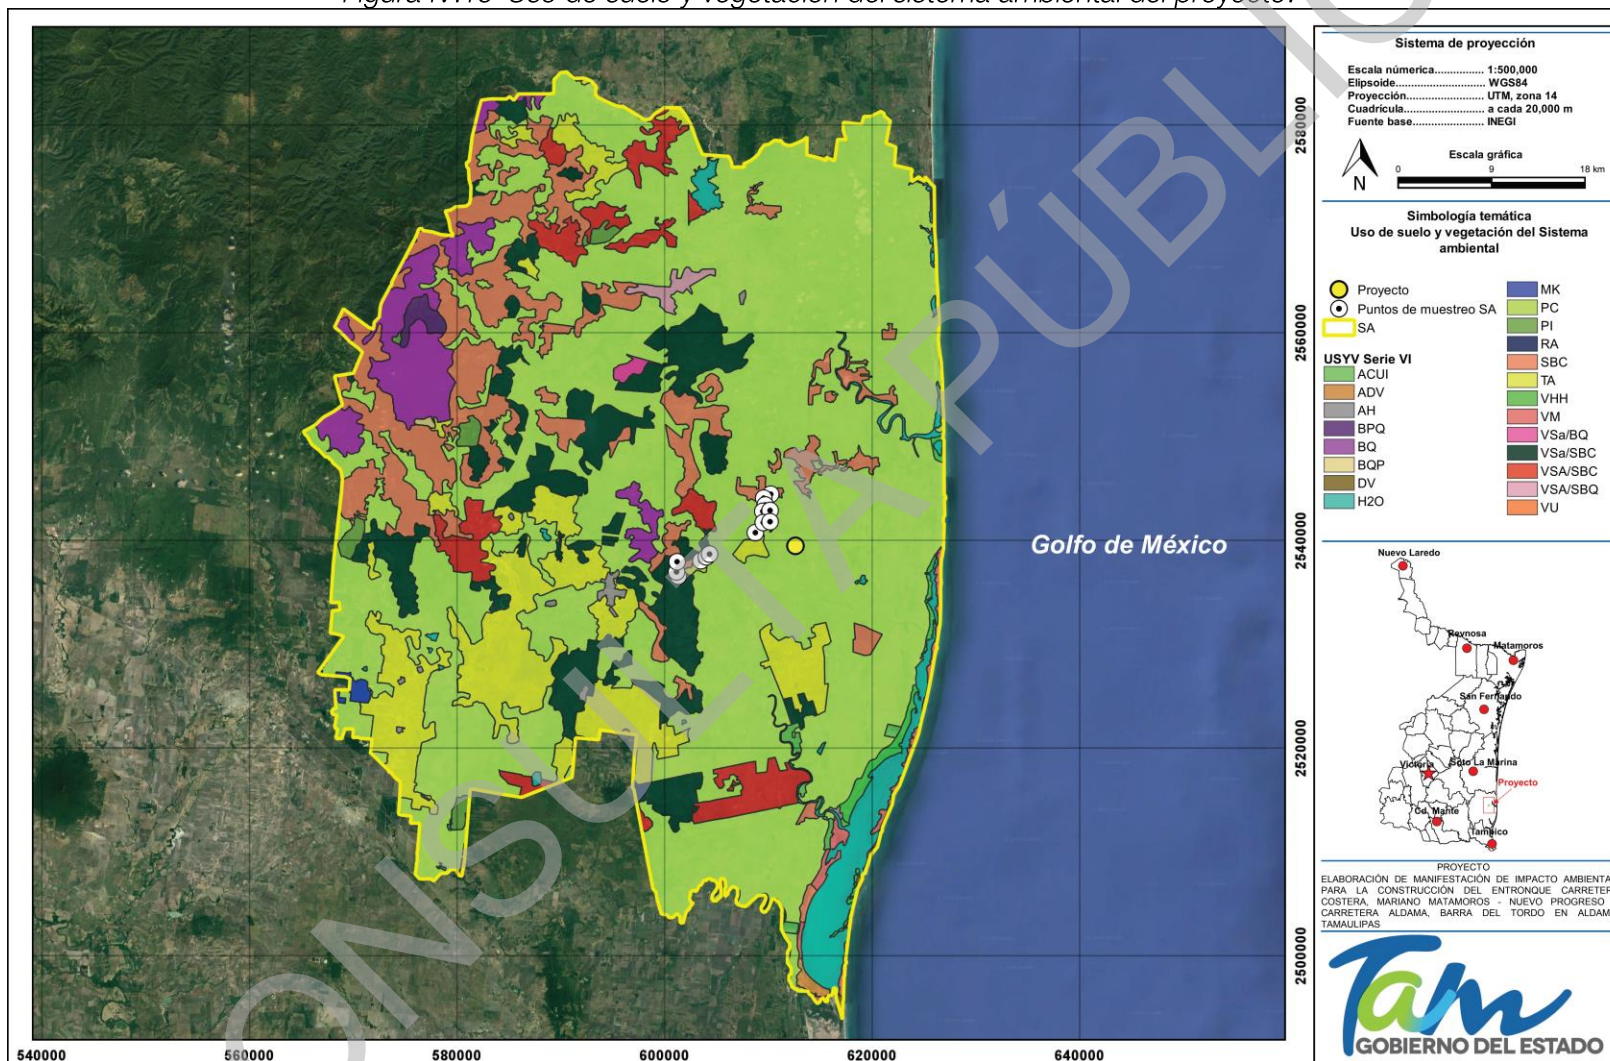 Figura IV.10 Uso de suelo y vegetación del sistema ambiental del proyecto.
Sistema de proyección
Escala númerica............... 1:500,000
Elipsoide......................... WGS84
Proyección....................... UTM, zona 14
Cuadrícula........................ a cada 20,000 m
Fuente base..................... INEGI
N
Escala gráfica
0 9 18 km
Simbología temática
Uso de suelo y vegetación del Sistema
ambiental
Proyecto
Puntos de muestreo SA
SA
USYV Serie VI
ACUI
ADV
AH
BPQ
BQ
BQP
DV
H2O
MK
PC
PI
RA
SBC
TA
VHH
VM
VSa/BQ
VSa/SBC
VSA/SBC
VSA/SBQ
VU
Golfo de México
2580000
2560000
2540000
2520000
2500000
540000 560000 580000 600000 620000 640000
Nuevo Laredo
Reynosa
Matamoros
San Fernando
Victoria
Soto La Marina
Proyecto
Cd. Mante
Tampico
PROYECTO
ELABORACIÓN DE MANIFESTACIÓN DE IMPACTO AMBIENTA
PARA LA CONSTRUCCIÓN DEL ENTRONQUE CARRETER
COSTERA, MARIANO MATAMOROS - NUEVO PROGRESO
CARRETERA ALDAMA, BARRA DEL TORDO EN ALDAM
TAMAULIPAS
Tam
GOBIERNO DEL ESTADO
ONSULTA PÚBLIC